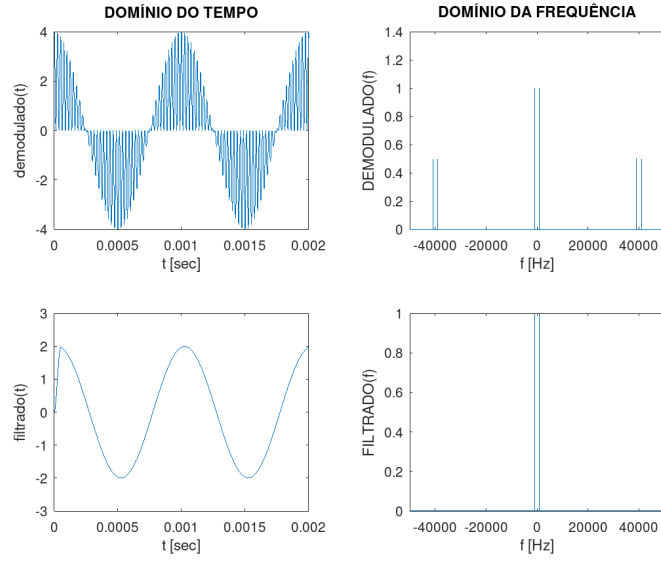 DOMÍNIO DO TEMPO
4
2
0
-2
-4
demodulado(t)
0 0.0005 0.001 0.0015 0.002
t [sec]
DOMÍNIO DA FREQUÊNCIA
1.4
1.2
1
0.8
0.6
0.4
0.2
0
DEMODULADO(f)
-40000 -20000 0 20000 40000
f [Hz]
3
2
1
0
-1
-2
-3
filtrado(t)
0 0.0005 0.001 0.0015 0.002
t [sec]
1
0.8
0.6
0.4
0.2
0
FILTRADO(f)
-40000 -20000 0 20000 40000
f [Hz]